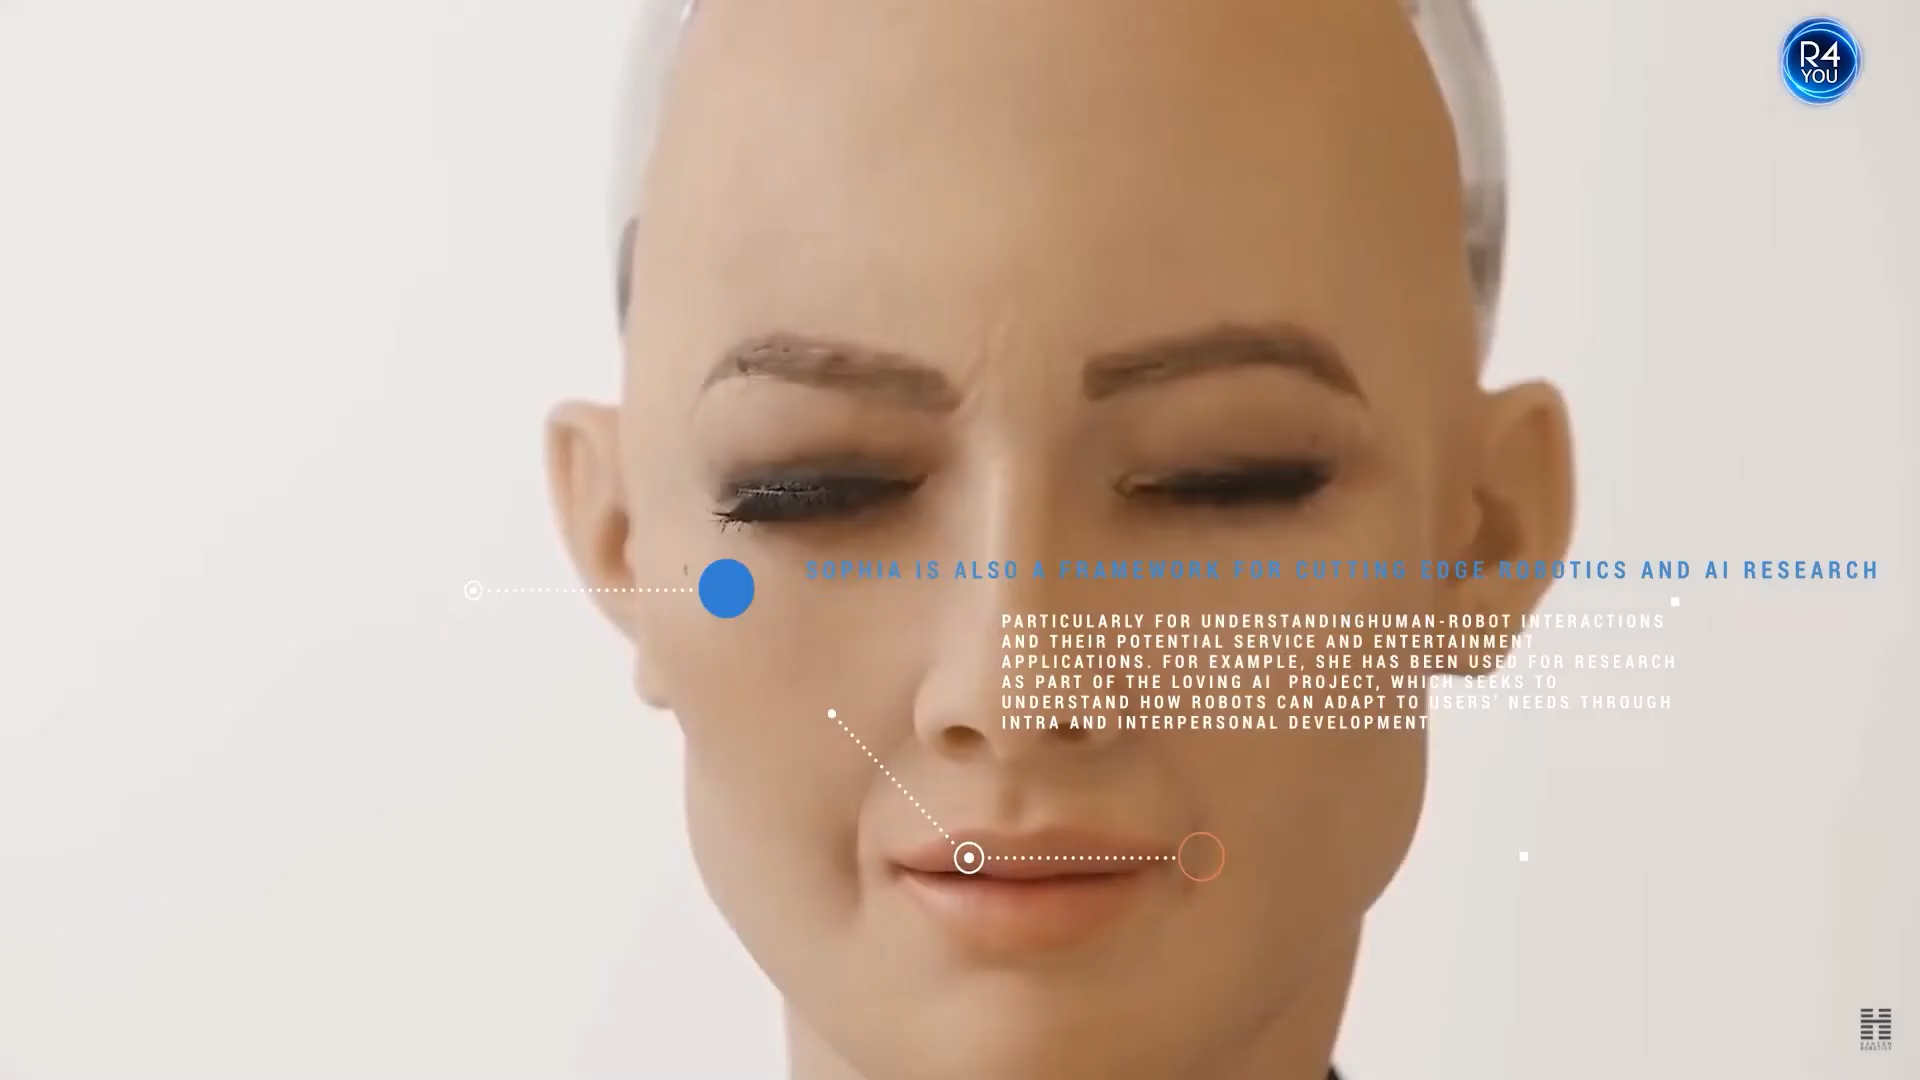 R4
YOU
SOPHIA IS ALSO A FRAMEWORK FOR CUTTING EDGE ROBOTICS AND AI RESEARCH
PARTICULARLY FOR UNDERSTANDINGHUMAN-ROBOT INTERACTIONS
AND THEIR POTENTIAL SERVICE AND ENTERTAINMENT
APPLICATIONS. FOR EXAMPLE, SHE HAS BEEN USED FOR RESEARCH
AS PART OF THE LOVING AI PROJECT, WHICH SEEKS TO
UNDERSTAND HOW ROBOTS CAN ADAPT TO USERS' NEEDS THROUGH
INTRA AND INTERPERSONAL DEVELOPMENT
HANSON
ROBOTICS